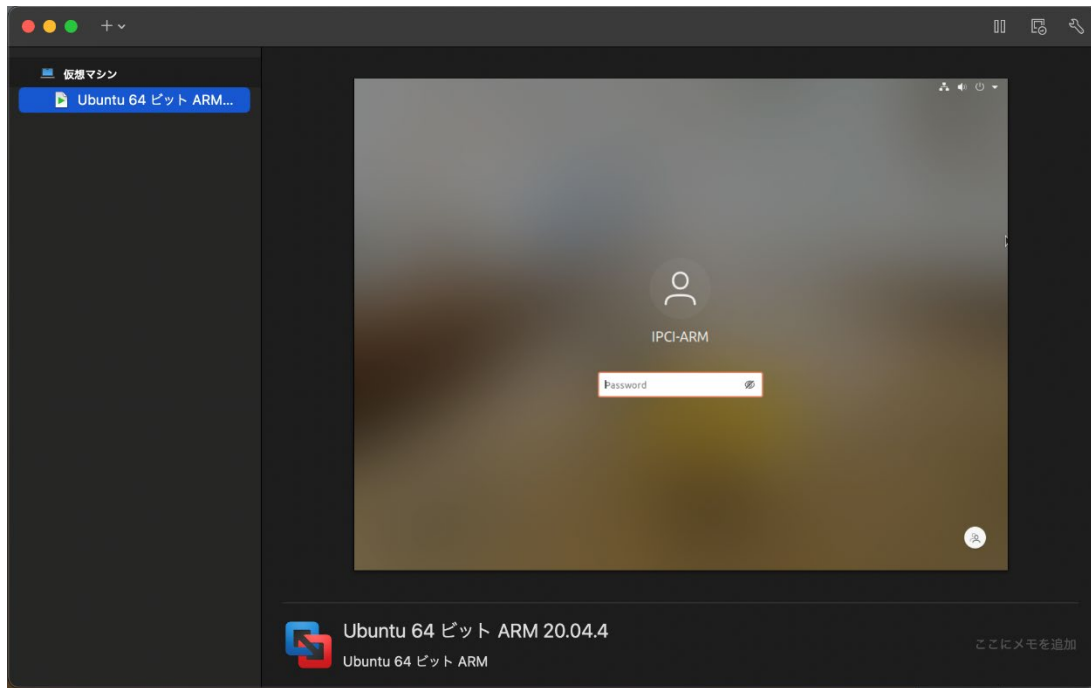 仮想マシン
Ubuntu 64 ビット ARM...
IPCI-ARM
Password
Ubuntu 64 ビット ARM 20.04.4
Ubuntu 64 ビット ARM
ここにメモを追加